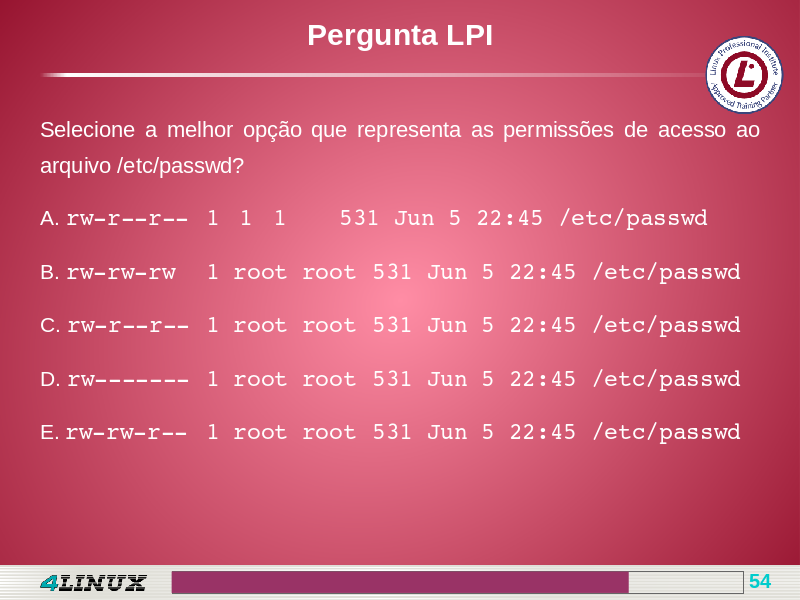 Pergunta LPI
Linux Professional Institute
Approved Training Partner
L
Selecione a melhor opção que representa as permissões de acesso ao
arquivo /etc/passwd?
A. rw-r--r-- 1 1 1 531 Jun 5 22:45 /etc/passwd
B. rw-rw-rw 1 root root 531 Jun 5 22:45 /etc/passwd
C. rw-r--r-- 1 root root 531 Jun 5 22:45 /etc/passwd
D. rw------- 1 root root 531 Jun 5 22:45 /etc/passwd
E. rw-rw-r-- 1 root root 531 Jun 5 22:45 /etc/passwd
4LINUX
54